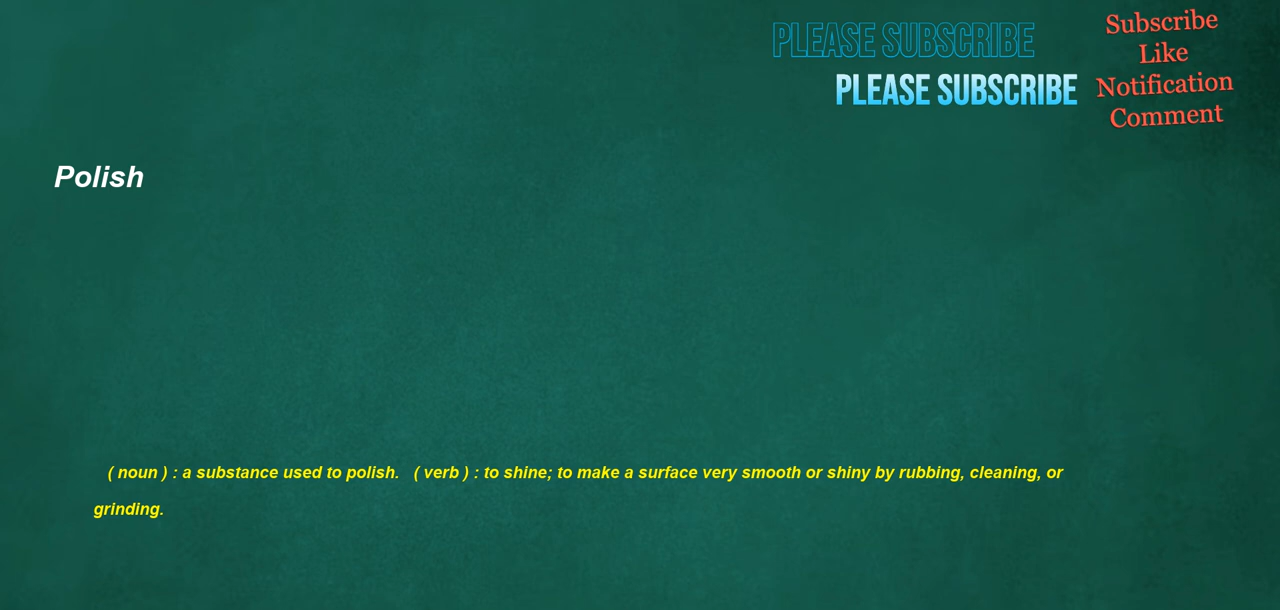 PLEASE SUBSCRIBE
PLEASE SUBSCRIBE
Subscribe
Like
Notification
Comment
Polish
( noun ) : a substance used to polish. ( verb ) : to shine; to make a surface very smooth or shiny by rubbing, cleaning, or
grinding.